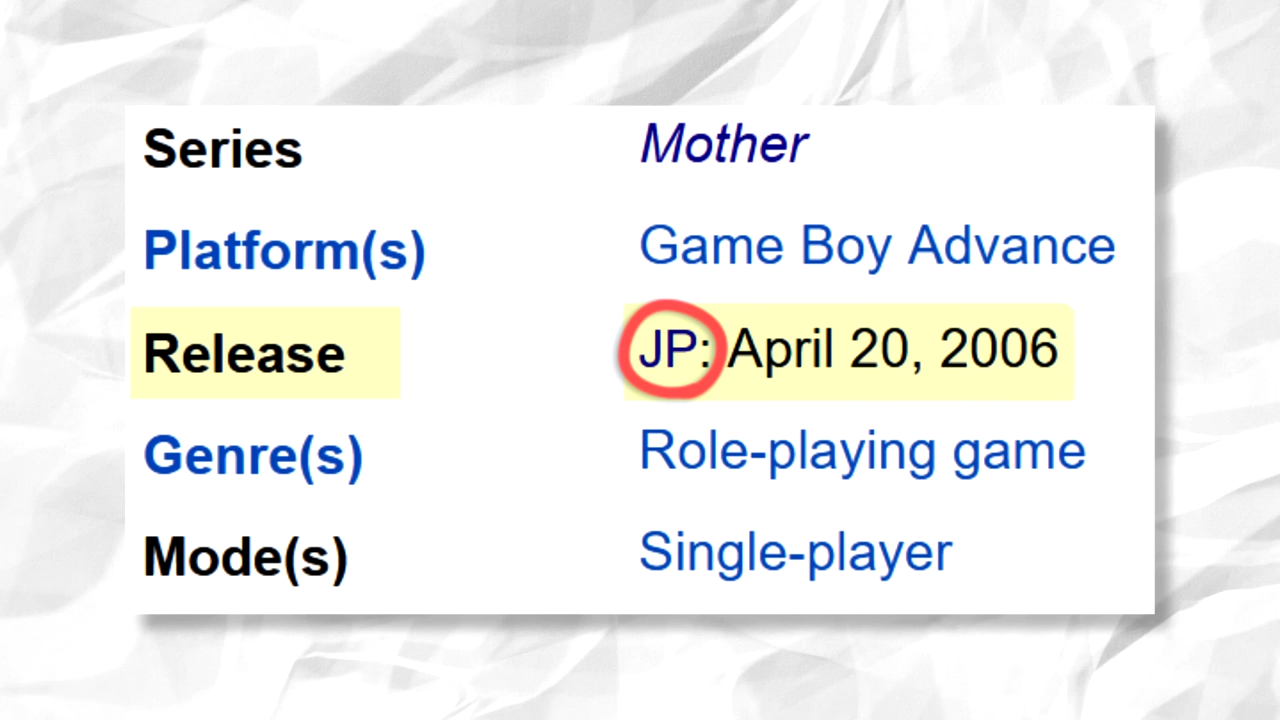 Series Mother
Platform(s) Game Boy Advance
Release JP: April 20, 2006
Genre(s) Role-playing game
Mode(s) Single-player